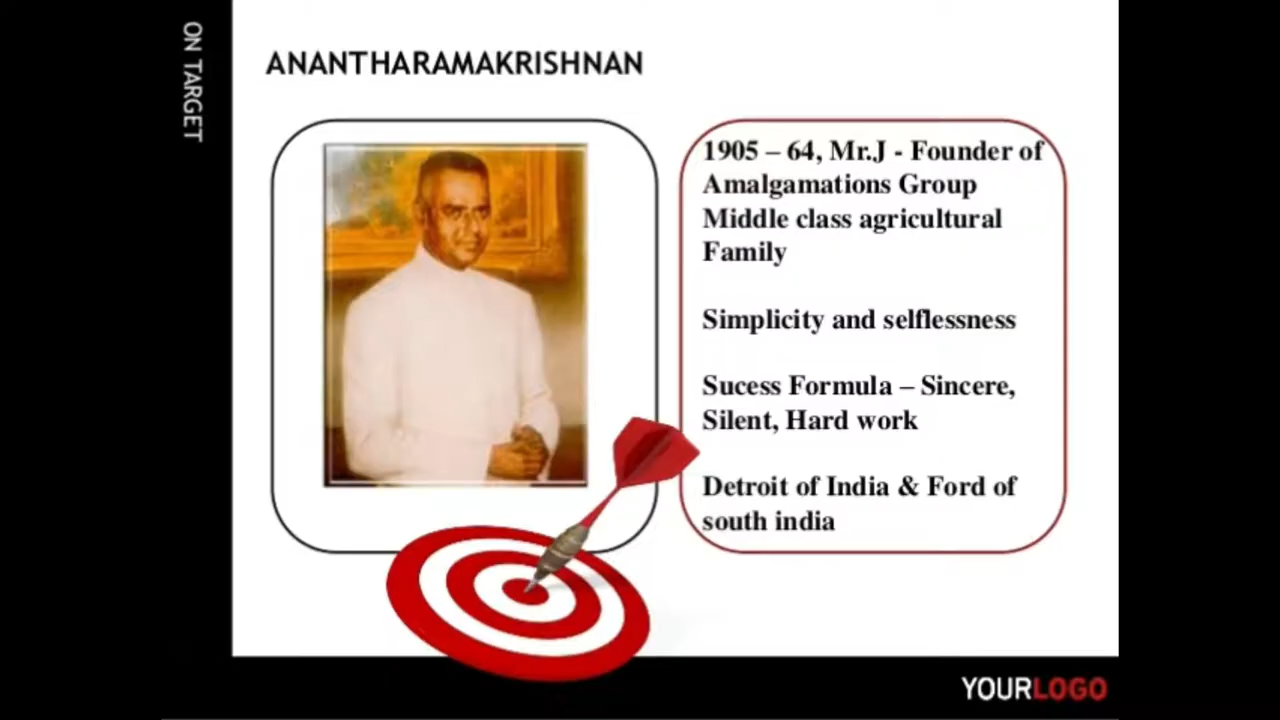 ON TARGET
ANANTHARAMAKRISHNAN
1905 – 64, Mr.J - Founder of
Amalgamations Group
Middle class agricultural
Family
Simplicity and selflessness
Sucess Formula – Sincere,
Silent, Hard work
Detroit of India & Ford of
south india
YOURLOGO